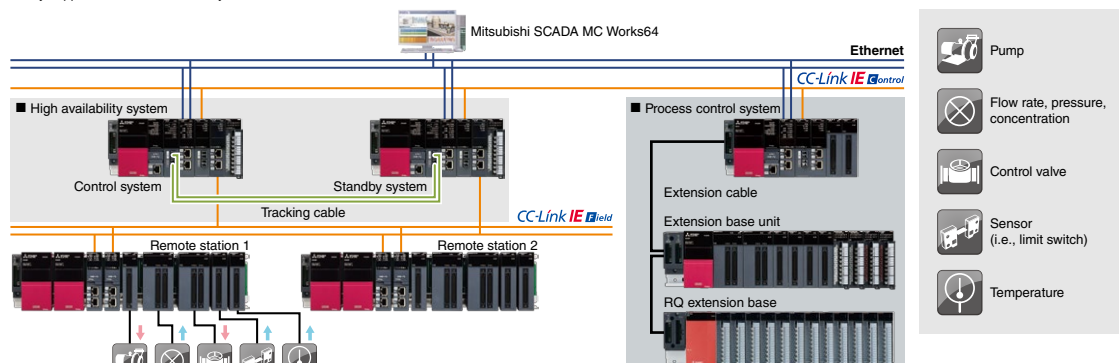 Mitsubishi SCADA MC Works64
Ethernet
CC-Link IE Control
■ High availability system
■ Process control system
Control system
Standby system
Tracking cable
Extension cable
Extension base unit
CC-Link IE Field
Remote station 1
Remote station 2
RQ extension base
Pump
Flow rate, pressure,
concentration
Control valve
Sensor
(i.e., limit switch)
Temperature